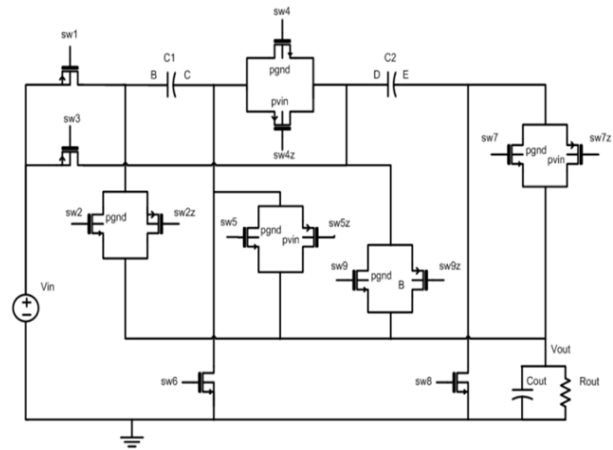 sw4
sw1
C1
C2
B
C
D
E
pgnd
pvin
sw3
sw4z
sw7
pgnd
pvin
sw7z
sw2
pgnd
sw2z
sw5
pgnd
pvin
sw5z
sw9
pgnd
B
sw9z
Vin
Vout
sw6
sw8
Cout
Rout